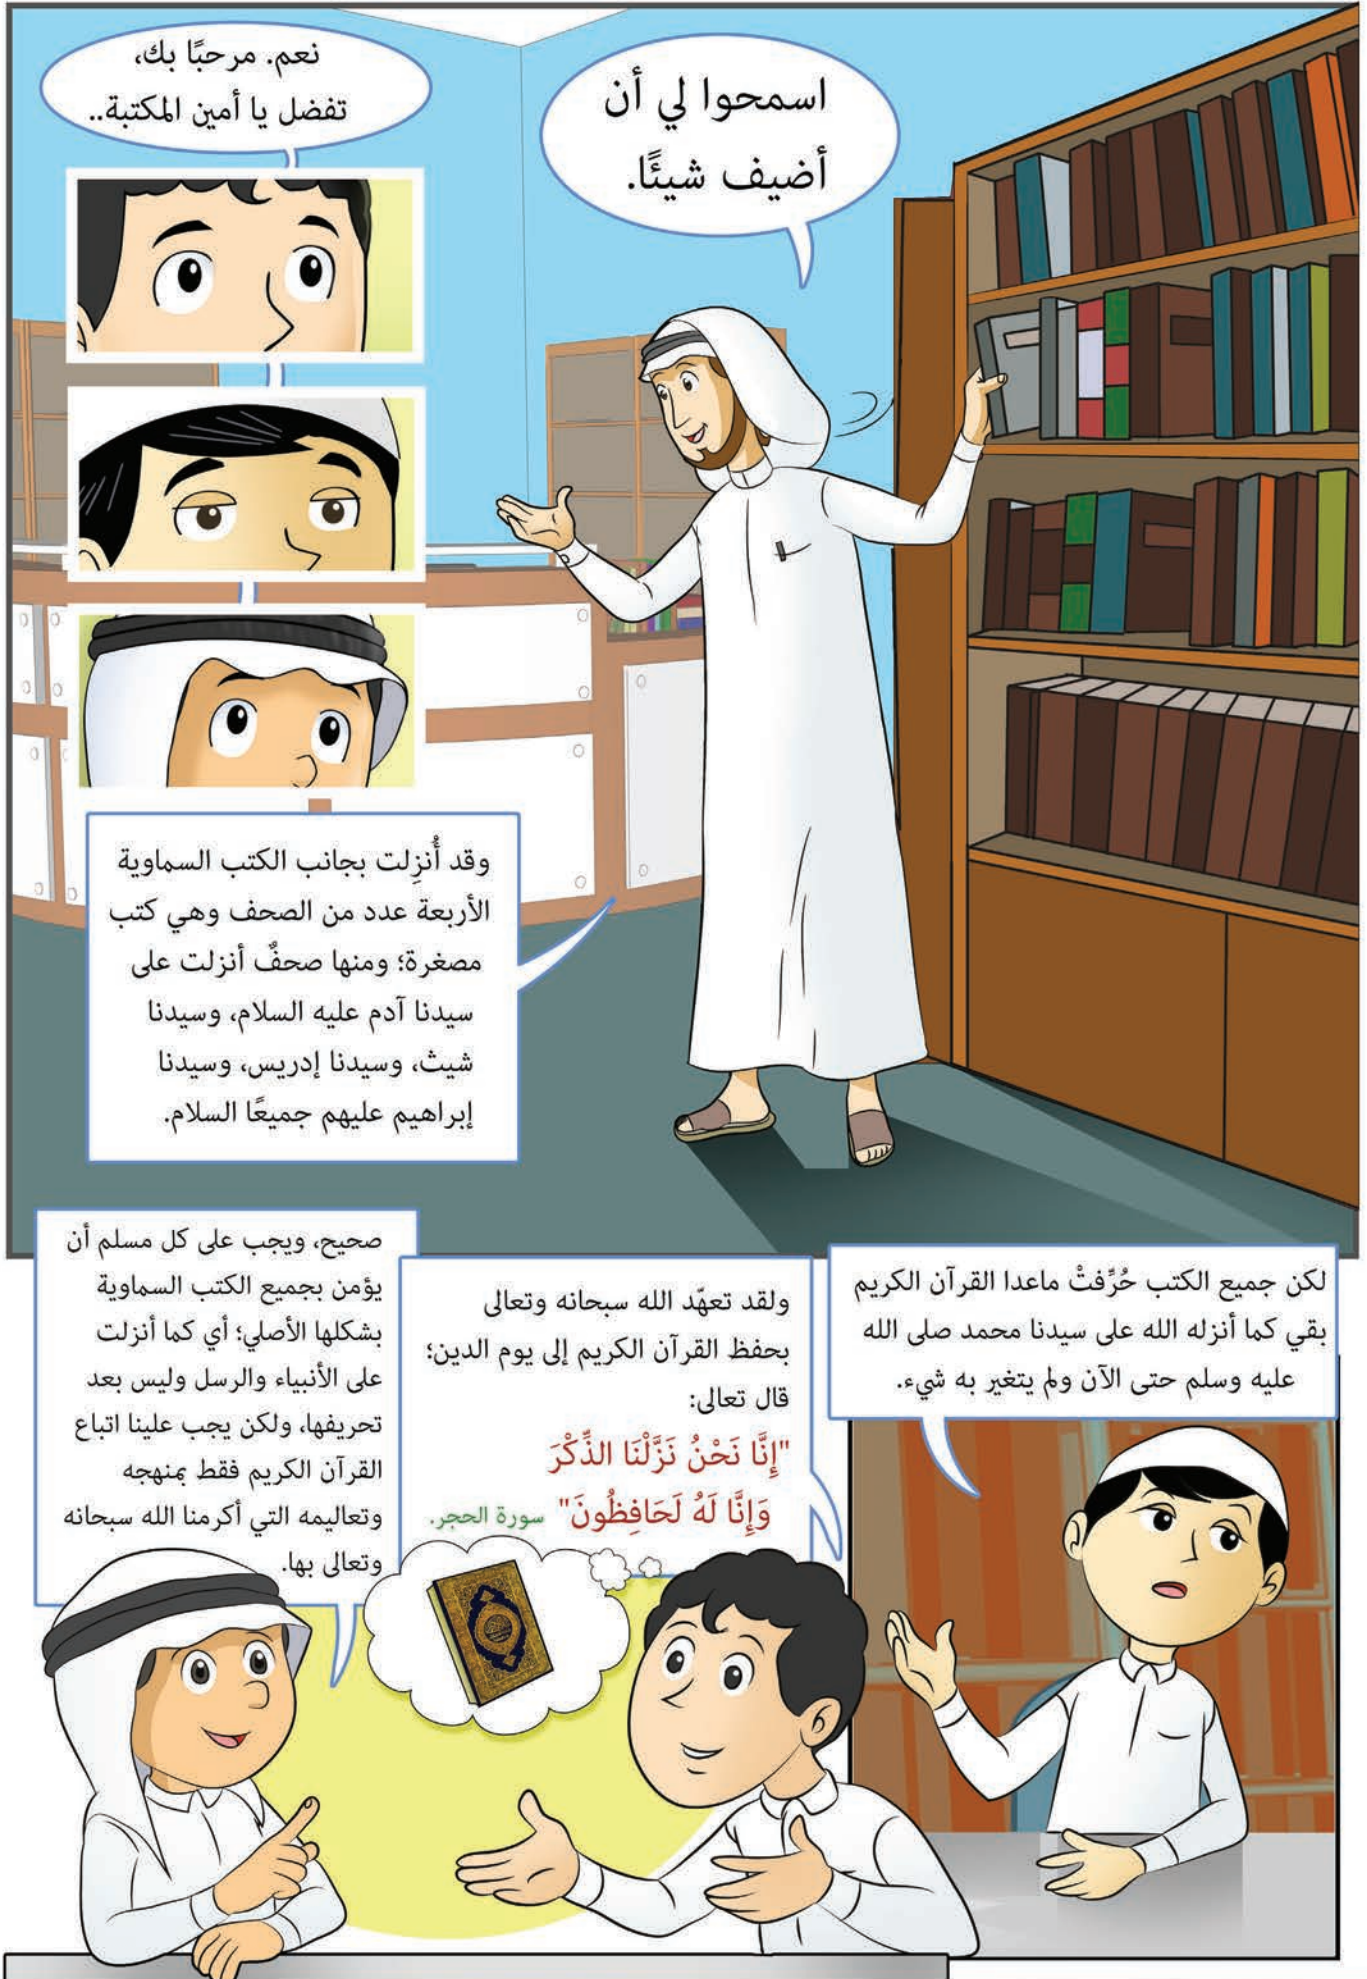 اسمحوا لي أن
أضيف شيئًا.
نعم. مرحبًا بك،
تفضل يا أمين المكتبة..
وقد أُنزِلت بجانب الكتب السماوية
الأربعة عدد من الصحف وهي كتب
مصغرة؛ ومنها صحفٌ أنزلت على
سيدنا آدم عليه السلام، وسيدنا
شيث، وسيدنا إدريس، وسيدنا
إبراهيم عليهم جميعًا السلام.
لكن جميع الكتب حُرِّفتْ ماعدا القرآن الكريم
بقي كما أنزله الله على سيدنا محمد صلى الله
عليه وسلم حتى الآن ولم يتغير به شيء.
ولقد تعهّد الله سبحانه وتعالى
بحفظ القرآن الكريم إلى يوم الدين؛
قال تعالى:
"إِنَّا نَحْنُ نَزَّلْنَا الذِّكْرَ
وَإِنَّا لَهُ لَحَافِظُونَ" سورة الحجر.
صحيح، ويجب على كل مسلم أن
يؤمن بجميع الكتب السماوية
بشكلها الأصلي؛ أي كما أنزلت
على الأنبياء والرسل وليس بعد
تحريفها، ولكن يجب علينا اتباع
القرآن الكريم فقط بمنهجه
وتعاليمه التي أكرمنا الله سبحانه
وتعالى بها.